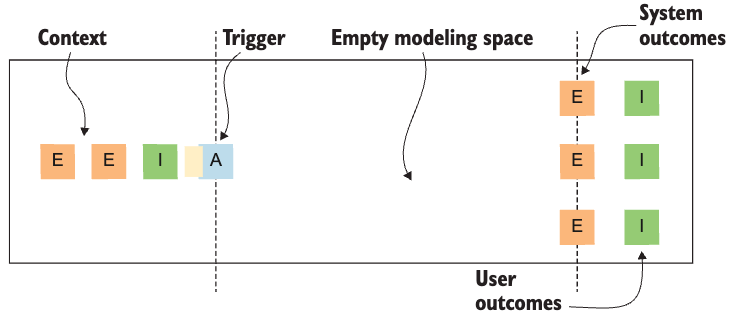 System
outcomes
Context
Trigger
Empty modeling space
E I
E E I A E I
E I
User
outcomes